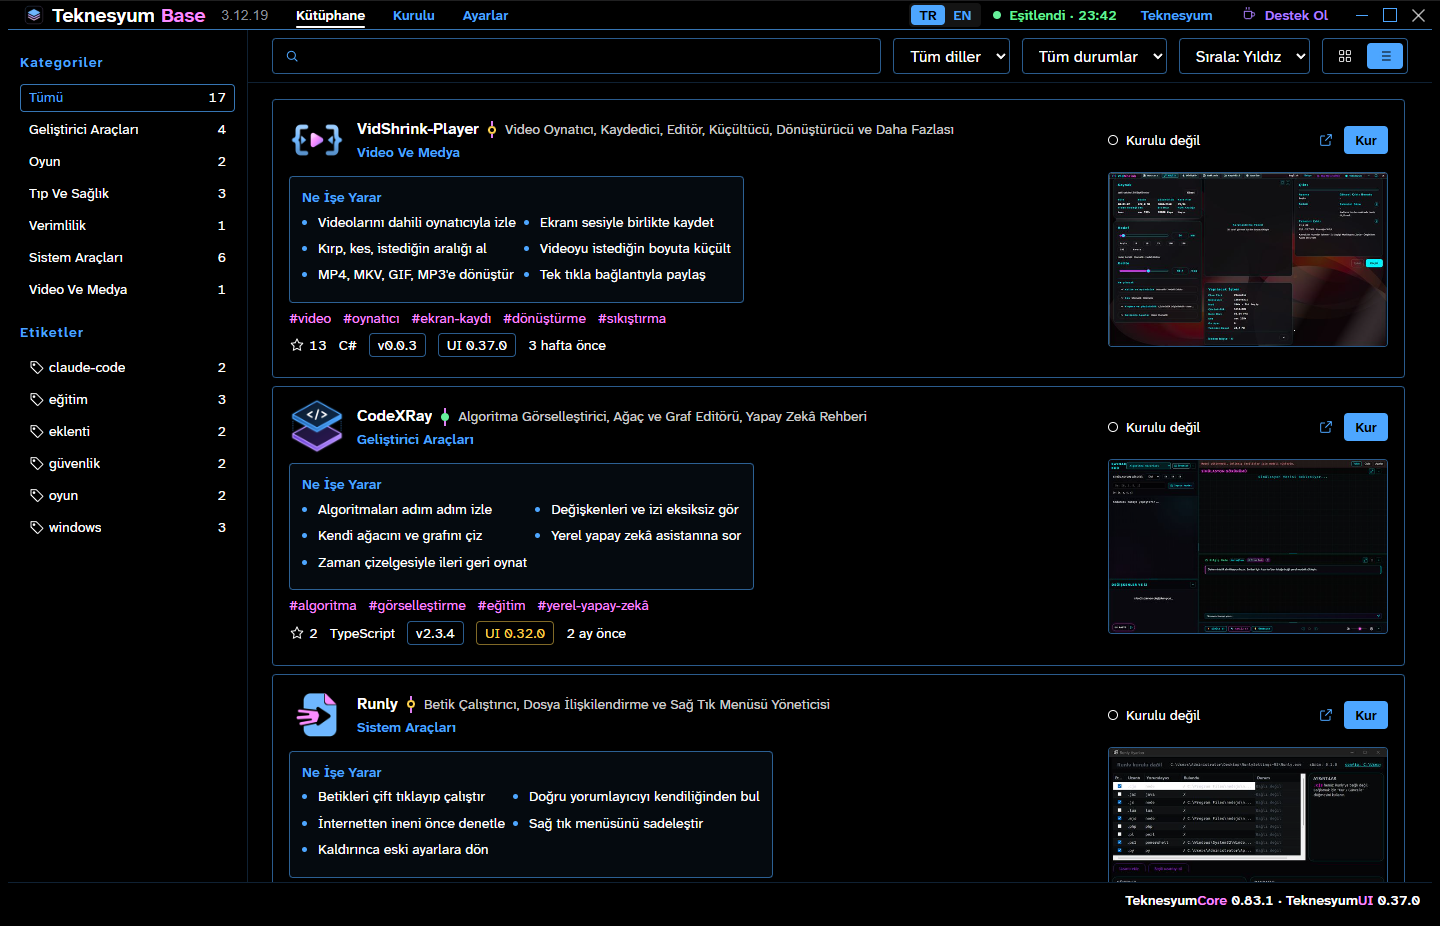 Teknesyum Base 3.12.19 Kütüphane Kurulu Ayarlar TR EN Eşitlendi · 23:42 Teknesyum Destek Ol
Kategoriler
Tümü 17
Geliştirici Araçları 4
Oyun 2
Tıp Ve Sağlık 3
Verimlilik 1
Sistem Araçları 6
Video Ve Medya 1
Etiketler
claude-code 2
eğitim 3
eklenti 2
güvenlik 2
oyun 2
windows 3
Tüm diller Tüm durumlar Sırala: Yıldız
VidShrink-Player Video Oynatıcı, Kaydedici, Editör, Küçültücü, Dönüştürücü ve Daha Fazlası
Video Ve Medya
Kurulu değil Kur
Ne İşe Yarar
Videolarını dahili oynatıcıyla izle Ekranı sesiyle birlikte kaydet
Kırp, kes, istediğin aralığı al Videoyu istediğin boyuta küçült
MP4, MKV, GIF, MP3'e dönüştür Tek tıkla bağlantıyla paylaş
#video #oynatıcı #ekran-kaydı #dönüştürme #sıkıştırma
13 C# v0.0.3 UI 0.37.0 3 hafta önce
CodeXRay Algoritma Görselleştirici, Ağaç ve Graf Editörü, Yapay Zekâ Rehberi
Geliştirici Araçları
Kurulu değil Kur
Ne İşe Yarar
Algoritmaları adım adım izle Değişkenleri ve izi eksiksiz gör
Kendi ağacını ve grafını çiz Yerel yapay zekâ asistanına sor
Zaman çizelgesiyle ileri geri oynat
#algoritma #görselleştirme #eğitim #yerel-yapay-zekâ
2 TypeScript v2.3.4 UI 0.32.0 2 ay önce
Runly Betik Çalıştırıcı, Dosya İlişkilendirme ve Sağ Tık Menüsü Yöneticisi
Sistem Araçları
Kurulu değil Kur
Ne İşe Yarar
Betikleri çift tıklayıp çalıştır Doğru yorumlayıcıyı kendiliğinden bul
İnternetten ineni önce denetle Sağ tık menüsünü sadeleştir
Kaldırınca eski ayarlara dön
TeknesyumCore 0.83.1 · TeknesyumUI 0.37.0